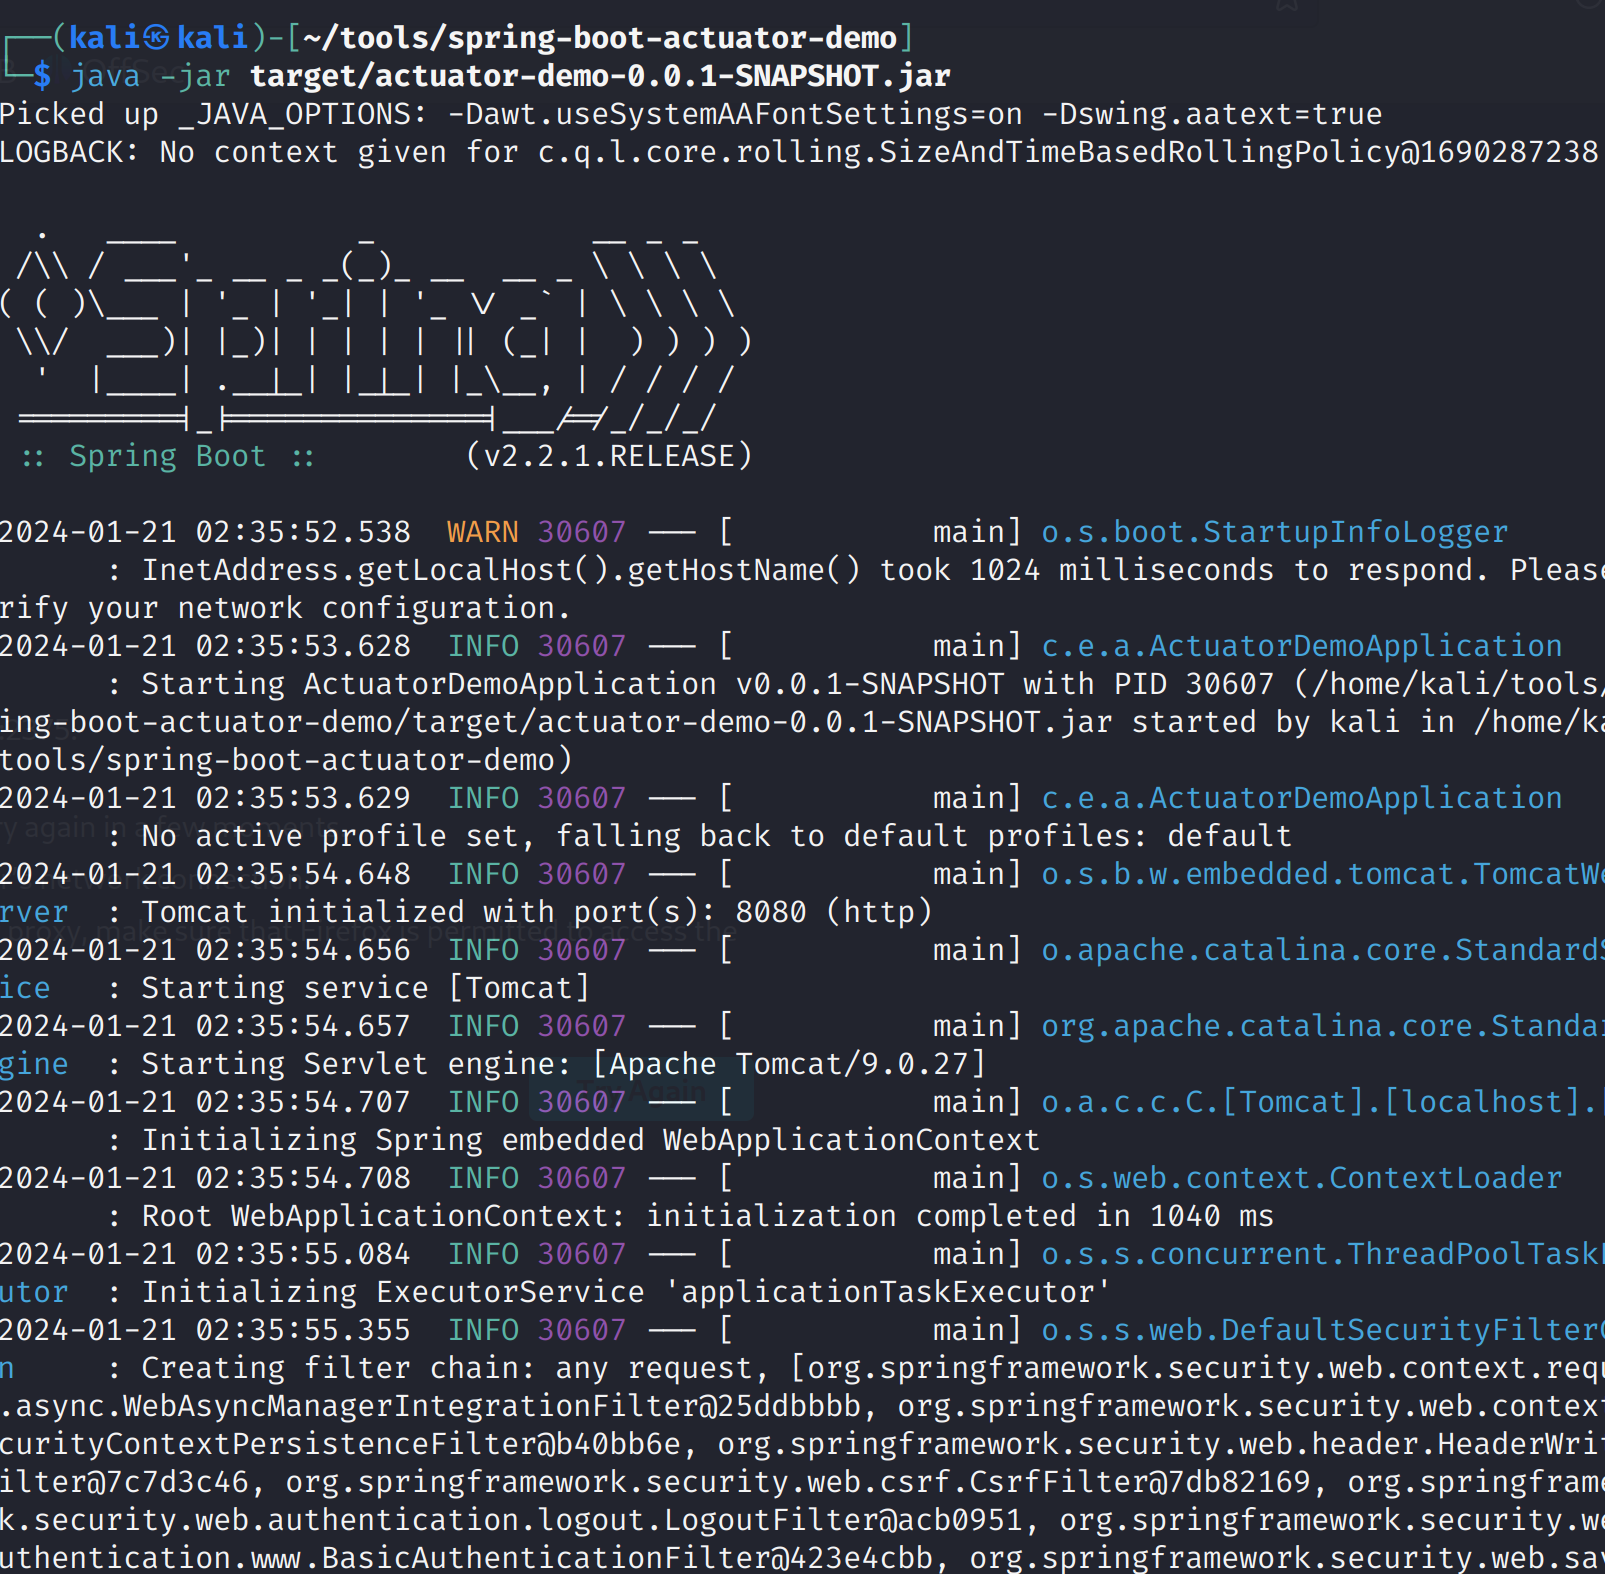 ┌──(kali㉿kali)-[~/tools/spring-boot-actuator-demo]
└─$ java -jar target/actuator-demo-0.0.1-SNAPSHOT.jar
Picked up _JAVA_OPTIONS: -Dawt.useSystemAAFontSettings=on -Dswing.aatext=true
LOGBACK: No context given for c.q.l.core.rolling.SizeAndTimeBasedRollingPolicy@1690287238
  .   ____          _            __ _ _
 /\\ / ___'_ __ _ _(_)_ __  __ _ \ \ \ \
( ( )\___ | '_ | '_| | '_ \/ _` | \ \ \ \
 \\/  ___)| |_)| | | | | || (_| |  ) ) ) )
  '  |____| .__|_| |_|_| |_\__, | / / / /
 =========|_|==============|___/=/_/_/_/
 :: Spring Boot ::        (v2.2.1.RELEASE)
2024-01-21 02:35:52.538  WARN 30607 --- [           main] o.s.boot.StartupInfoLogger
      : InetAddress.getLocalHost().getHostName() took 1024 milliseconds to respond. Please
rify your network configuration.
2024-01-21 02:35:53.628  INFO 30607 --- [           main] c.e.a.ActuatorDemoApplication
      : Starting ActuatorDemoApplication v0.0.1-SNAPSHOT with PID 30607 (/home/kali/tools/
ing-boot-actuator-demo/target/actuator-demo-0.0.1-SNAPSHOT.jar started by kali in /home/ka
tools/spring-boot-actuator-demo)
2024-01-21 02:35:53.629  INFO 30607 --- [           main] c.e.a.ActuatorDemoApplication
      : No active profile set, falling back to default profiles: default
2024-01-21 02:35:54.648  INFO 30607 --- [           main] o.s.b.w.embedded.tomcat.TomcatWe
rver  : Tomcat initialized with port(s): 8080 (http)
2024-01-21 02:35:54.656  INFO 30607 --- [           main] o.apache.catalina.core.StandardS
ice   : Starting service [Tomcat]
2024-01-21 02:35:54.657  INFO 30607 --- [           main] org.apache.catalina.core.Standar
gine  : Starting Servlet engine: [Apache Tomcat/9.0.27]
2024-01-21 02:35:54.707  INFO 30607 --- [           main] o.a.c.c.C.[Tomcat].[localhost].[
      : Initializing Spring embedded WebApplicationContext
2024-01-21 02:35:54.708  INFO 30607 --- [           main] o.s.web.context.ContextLoader
      : Root WebApplicationContext: initialization completed in 1040 ms
2024-01-21 02:35:55.084  INFO 30607 --- [           main] o.s.s.concurrent.ThreadPoolTask
utor  : Initializing ExecutorService 'applicationTaskExecutor'
2024-01-21 02:35:55.355  INFO 30607 --- [           main] o.s.s.web.DefaultSecurityFilterC
n     : Creating filter chain: any request, [org.springframework.security.web.context.requ
.async.WebAsyncManagerIntegrationFilter@25ddbbbb, org.springframework.security.web.context
curityContextPersistenceFilter@b40bb6e, org.springframework.security.web.header.HeaderWrit
ilter@7c7d3c46, org.springframework.security.web.csrf.CsrfFilter@7db82169, org.springframe
k.security.web.authentication.logout.LogoutFilter@acb0951, org.springframework.security.we
uthentication.www.BasicAuthenticationFilter@423e4cbb, org.springframework.security.web.sav